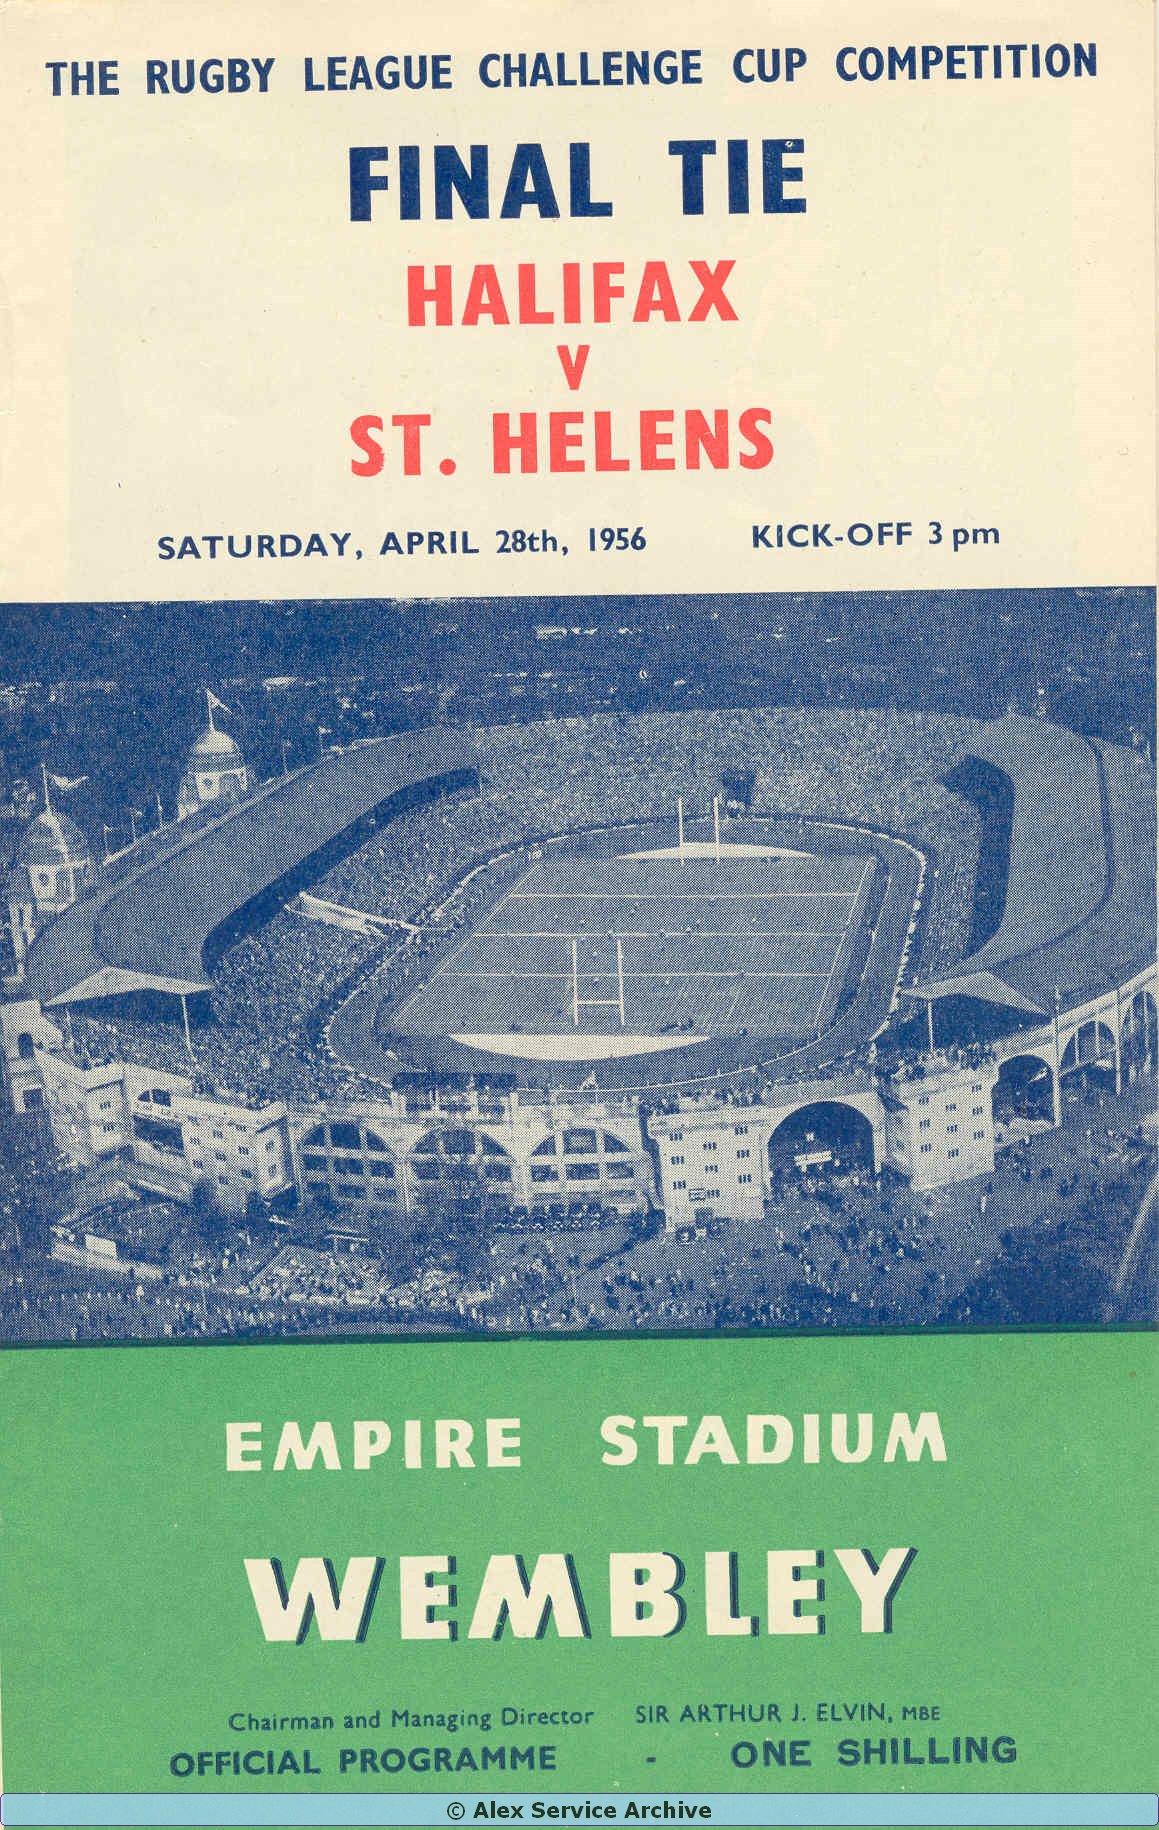 THE RUGBY LEAGUE CHALLENGE CUP COMPETITION
FINAL TIE
HALIFAX
V
ST. HELENS
SATURDAY, APRIL 28th, 1956 KICK-OFF 3 pm
EMPIRE STADIUM
WEMBLEY
Chairman and Managing Director SIR ARTHUR J. ELVIN, MBE
OFFICIAL PROGRAMME - ONE SHILLING
© Alex Service Archive